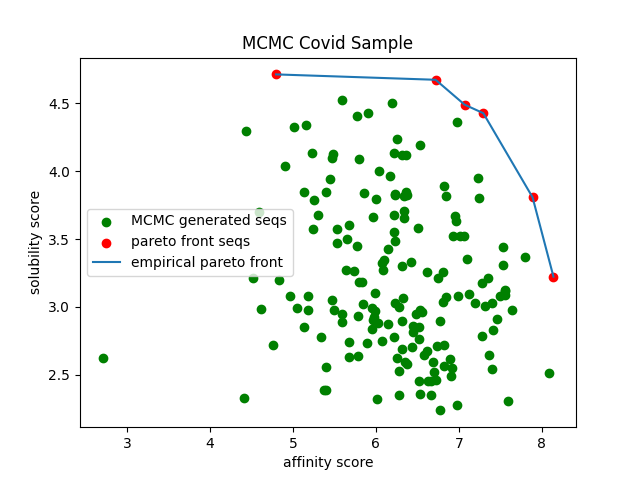 MCMC Covid Sample
solubility score
4.5
4.0
3.5
3.0
2.5
MCMC generated seqs
pareto front seqs
empirical pareto front
3 4 5 6 7 8
affinity score